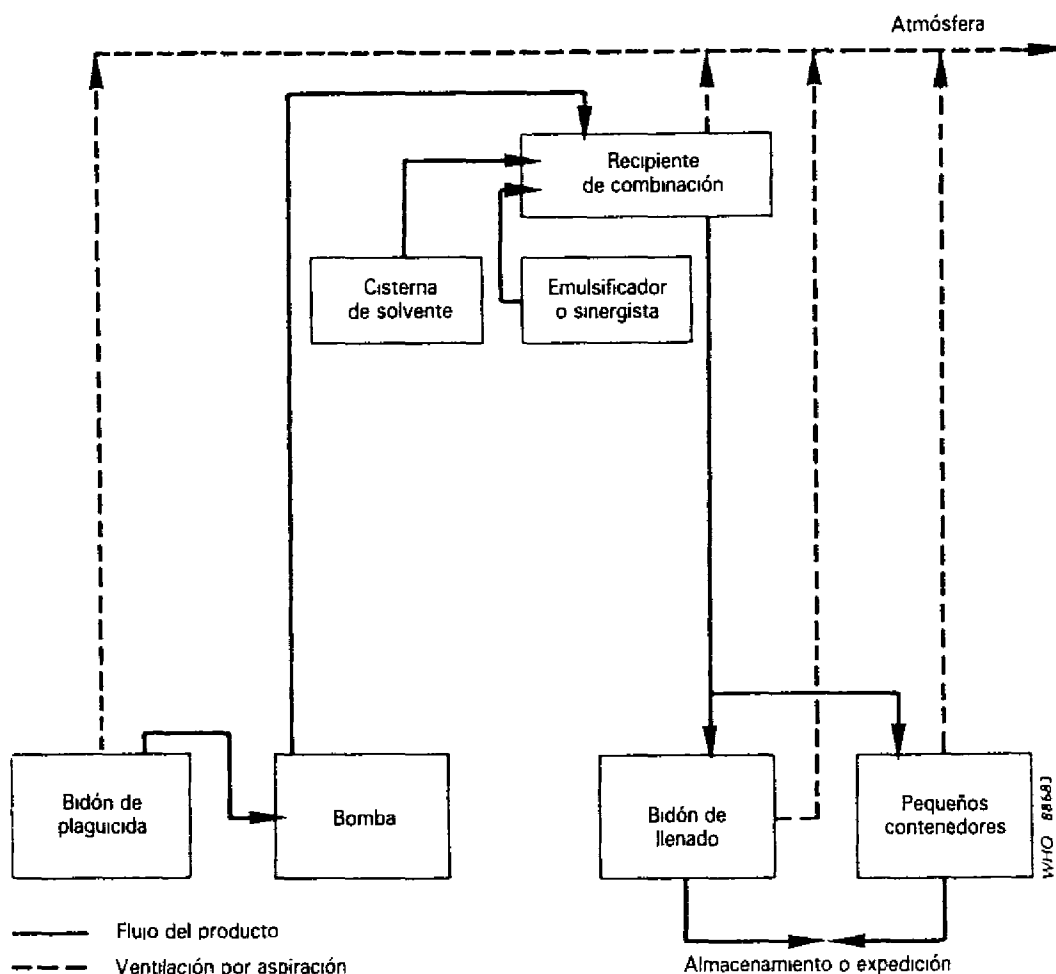 Atmósfera
Recipiente
de combinación
Cisterna
de solvente
Emulsificador
o sinergista
Bidón de
plaguicida
Bomba
Bidón de
llenado
Pequeños
contenedores
WHO 88683
Flujo del producto
Ventilación por aspiración
Almacenamiento o expedición